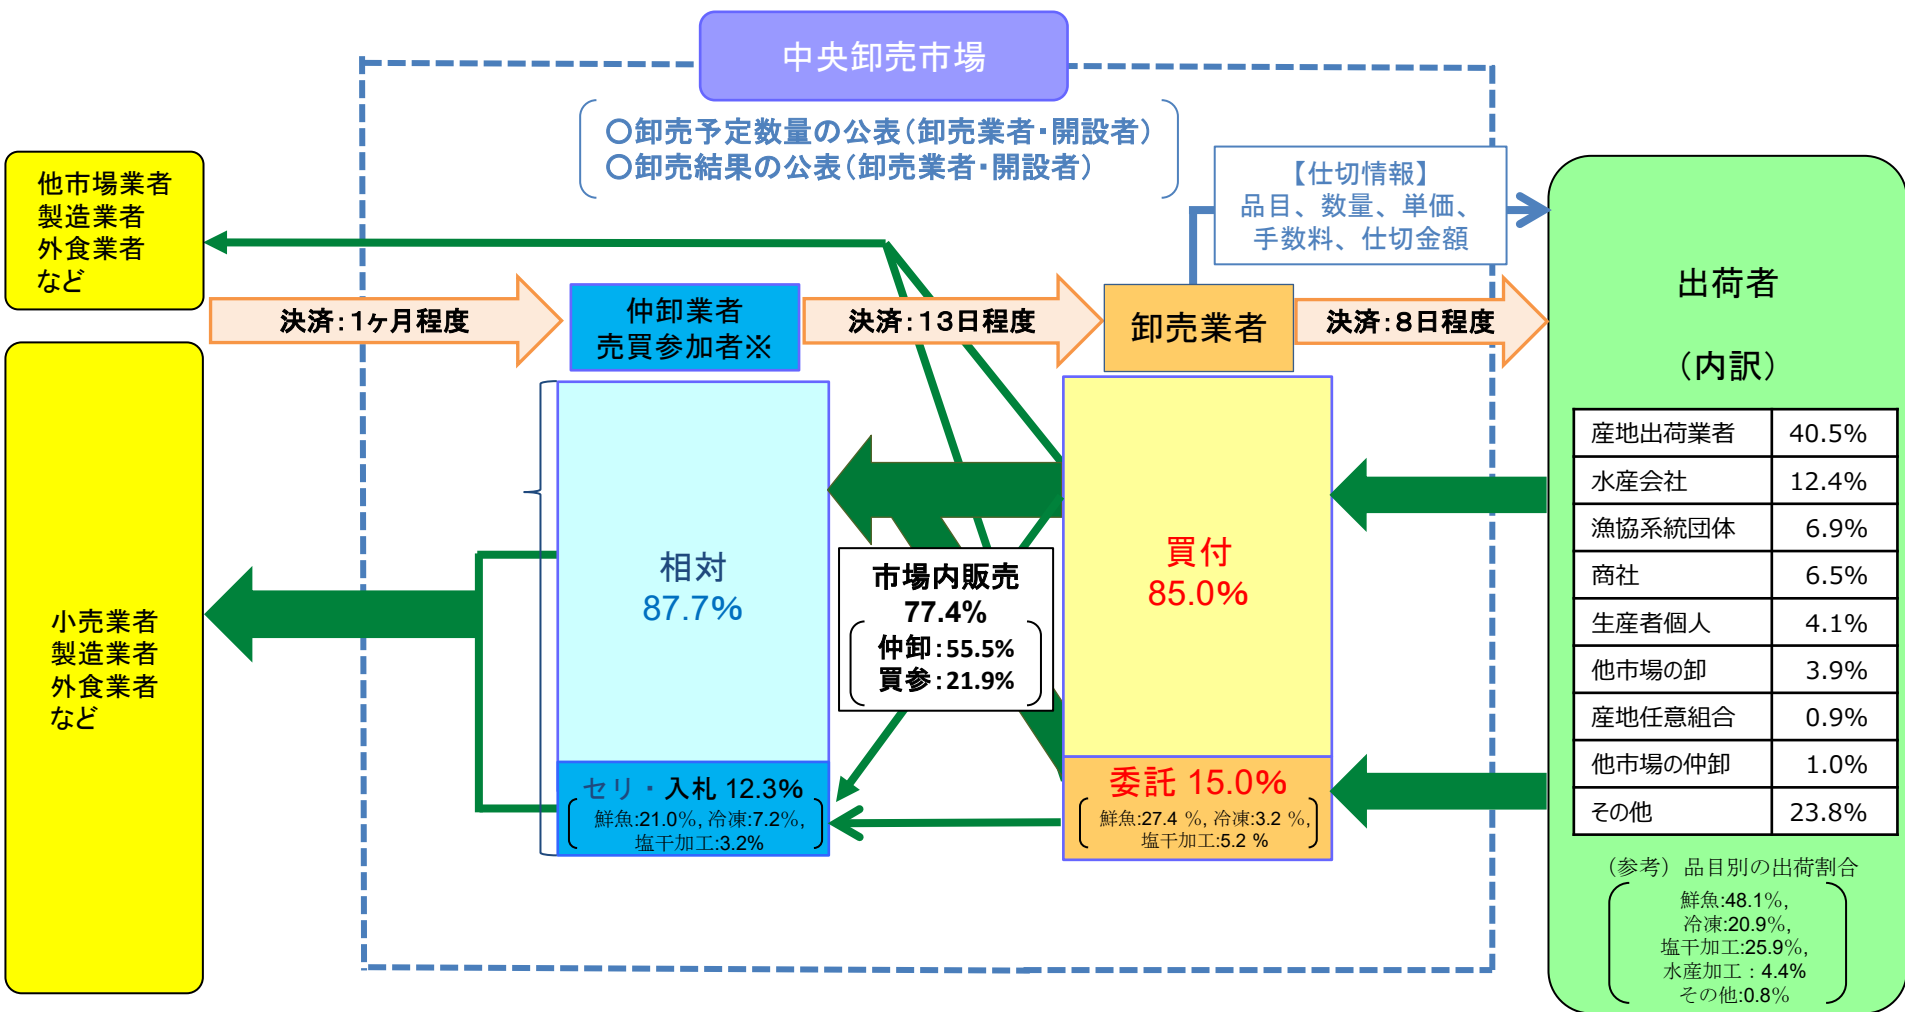 中央卸売市場
○卸売予定数量の公表(卸売業者・開設者)
○卸売結果の公表(卸売業者・開設者)
他市場業者
製造業者
外食業者
など
【仕切情報】
品目、数量、単価、
手数料、仕切金額
決済:1ヶ月程度
仲卸業者
売買参加者※
決済:13日程度
卸売業者
決済:8日程度
出荷者
(内訳)
産地出荷業者 40.5%
水産会社 12.4%
漁協系統団体 6.9%
商社 6.5%
生産者個人 4.1%
他市場の卸 3.9%
産地任意組合 0.9%
他市場の仲卸 1.0%
その他 23.8%
(参考) 品目別の出荷割合
鮮魚:48.1%,
冷凍:20.9%,
塩干加工:25.9%,
水産加工:4.4%
その他:0.8%
小売業者
製造業者
外食業者
など
相対
87.7%
セリ・入札 12.3%
鮮魚:21.0%, 冷凍:7.2%,
塩干加工:3.2%
市場内販売
77.4%
仲卸:55.5%
買参:21.9%
買付
85.0%
委託 15.0%
鮮魚:27.4 %, 冷凍:3.2 %,
塩干加工:5.2 %